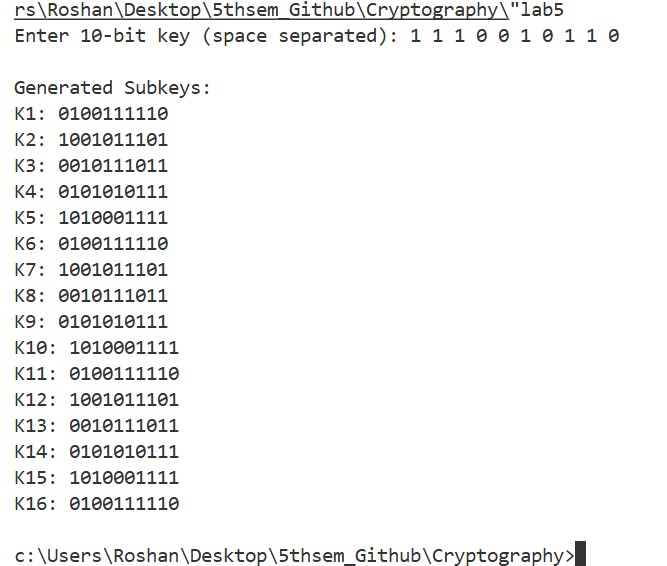 rs\Roshan\Desktop\5thsem_Github\Cryptography\"lab5
Enter 10-bit key (space separated): 1 1 1 0 0 1 0 1 1 0
Generated Subkeys:
K1: 0100111110
K2: 1001011101
K3: 0010111011
K4: 0101010111
K5: 1010001111
K6: 0100111110
K7: 1001011101
K8: 0010111011
K9: 0101010111
K10: 1010001111
K11: 0100111110
K12: 1001011101
K13: 0010111011
K14: 0101010111
K15: 1010001111
K16: 0100111110
c:\Users\Roshan\Desktop\5thsem_Github\Cryptography>